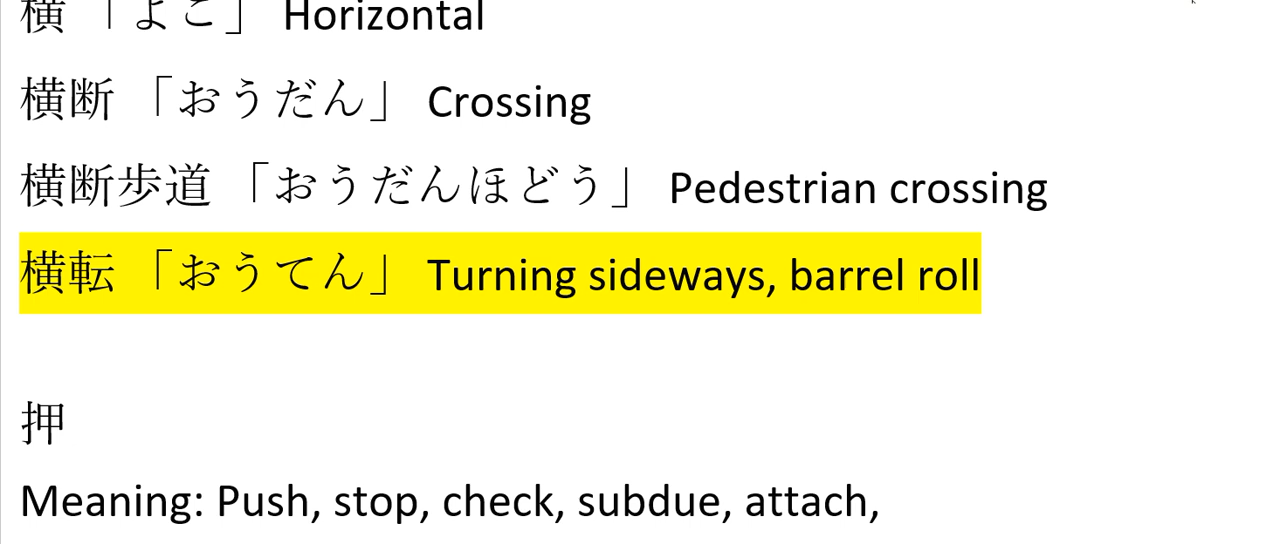 横 「よこ」 Horizontal
横断 「おうだん」 Crossing
横断歩道 「おうだんほどう」 Pedestrian crossing
横転 「おうてん」 Turning sideways, barrel roll
押
Meaning: Push, stop, check, subdue, attach,